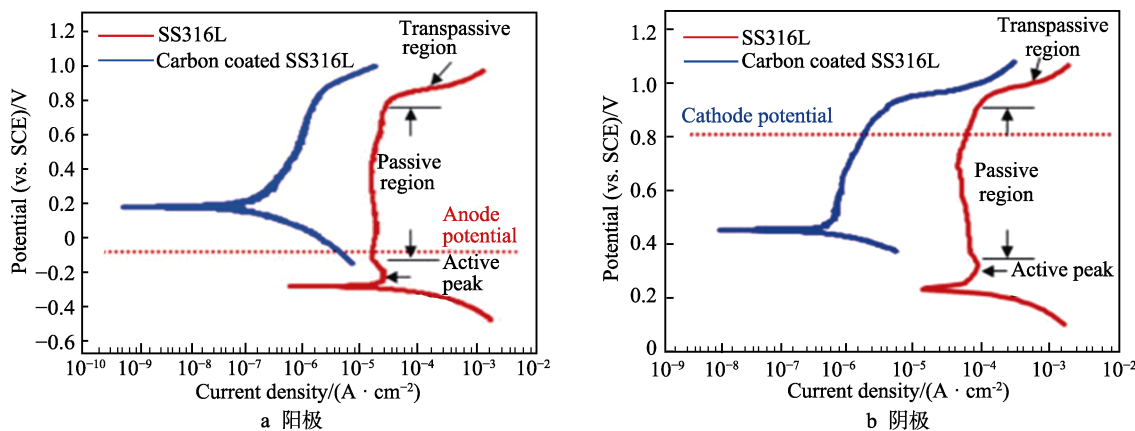 1.2
1.0
0.8
0.6
0.4
0.2
0
−0.2
−0.4
−0.6
Potential (vs. SCE)/V
SS316L
Carbon coated SS316L
Transpassive
region
Passive
region
Anode
potential
Active
peak
10⁻¹⁰ 10⁻⁹ 10⁻⁸ 10⁻⁷ 10⁻⁶ 10⁻⁵ 10⁻⁴ 10⁻³ 10⁻²
Current density/(A · cm⁻²)
a 阳极
1.2
1.0
0.8
0.6
0.4
0.2
0
Potential (vs. SCE)/V
SS316L
Carbon coated SS316L
Transpassive
region
Cathode potential
Passive
region
Active peak
10⁻⁹ 10⁻⁸ 10⁻⁷ 10⁻⁶ 10⁻⁵ 10⁻⁴ 10⁻³ 10⁻²
Current density/(A · cm⁻²)
b 阴极